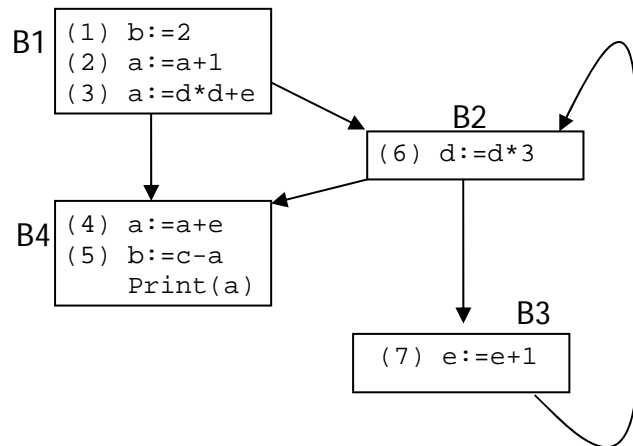 B1
(1) b:=2
(2) a:=a+1
(3) a:=d*d+e
B2
(6) d:=d*3
B4
(4) a:=a+e
(5) b:=c-a
Print(a)
B3
(7) e:=e+1